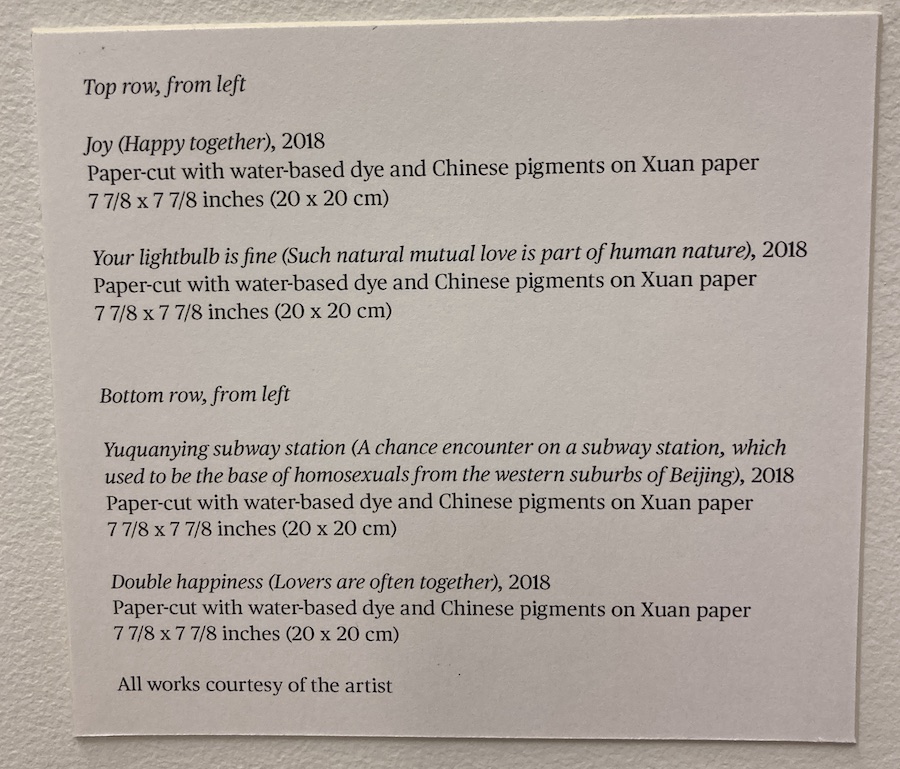 Top row, from left
Joy (Happy together), 2018
Paper-cut with water-based dye and Chinese pigments on Xuan paper
7 7/8 x 7 7/8 inches (20 x 20 cm)
Your lightbulb is fine (Such natural mutual love is part of human nature), 2018
Paper-cut with water-based dye and Chinese pigments on Xuan paper
7 7/8 x 7 7/8 inches (20 x 20 cm)
Bottom row, from left
Yuquanying subway station (A chance encounter on a subway station, which
used to be the base of homosexuals from the western suburbs of Beijing), 2018
Paper-cut with water-based dye and Chinese pigments on Xuan paper
7 7/8 x 7 7/8 inches (20 x 20 cm)
Double happiness (Lovers are often together), 2018
Paper-cut with water-based dye and Chinese pigments on Xuan paper
7 7/8 x 7 7/8 inches (20 x 20 cm)
All works courtesy of the artist